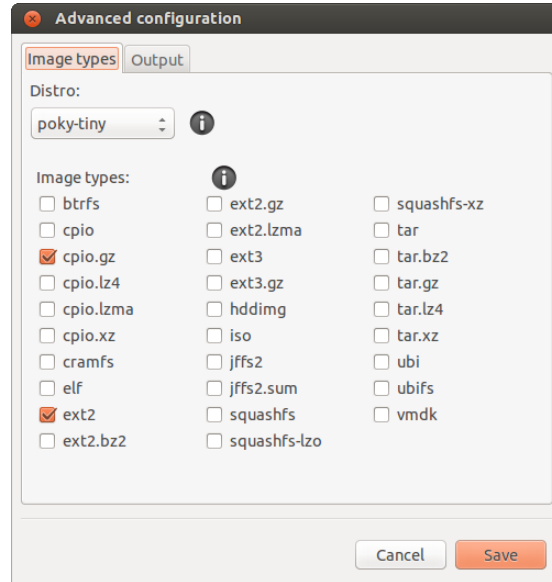 Advanced configuration
Image types
Output
Distro:
poky-tiny
Image types:
btrfs
cpio
cpio.gz
cpio.lz4
cpio.lzma
cpio.xz
cramfs
elf
ext2
ext2.bz2
ext2.gz
ext2.lzma
ext3
ext3.gz
hddimg
iso
jffs2
jffs2.sum
squashfs
squashfs-lzo
squashfs-xz
tar
tar.bz2
tar.gz
tar.lz4
tar.xz
ubi
ubifs
vmdk
Cancel
Save